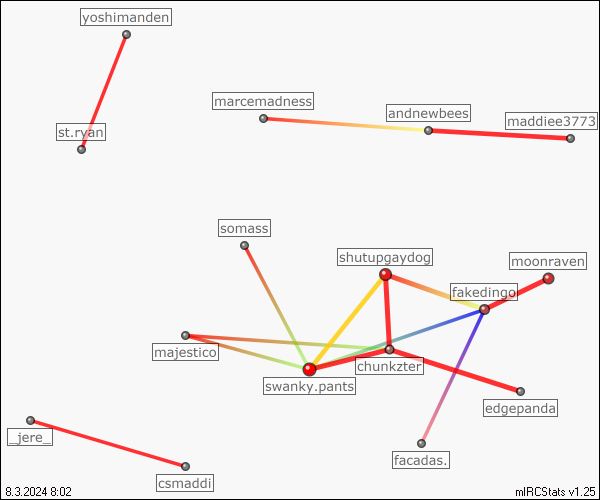 yoshimanden
marcemadness
andnewbees
maddiee3773
st.ryan
somass
shutupgaydog
moonraven
fakedingo
majestico
chunkzter
swanky.pants
edgepanda
_jere_
facadas.
csmaddi
8.3.2024 8:02
mIRCStats v1.25